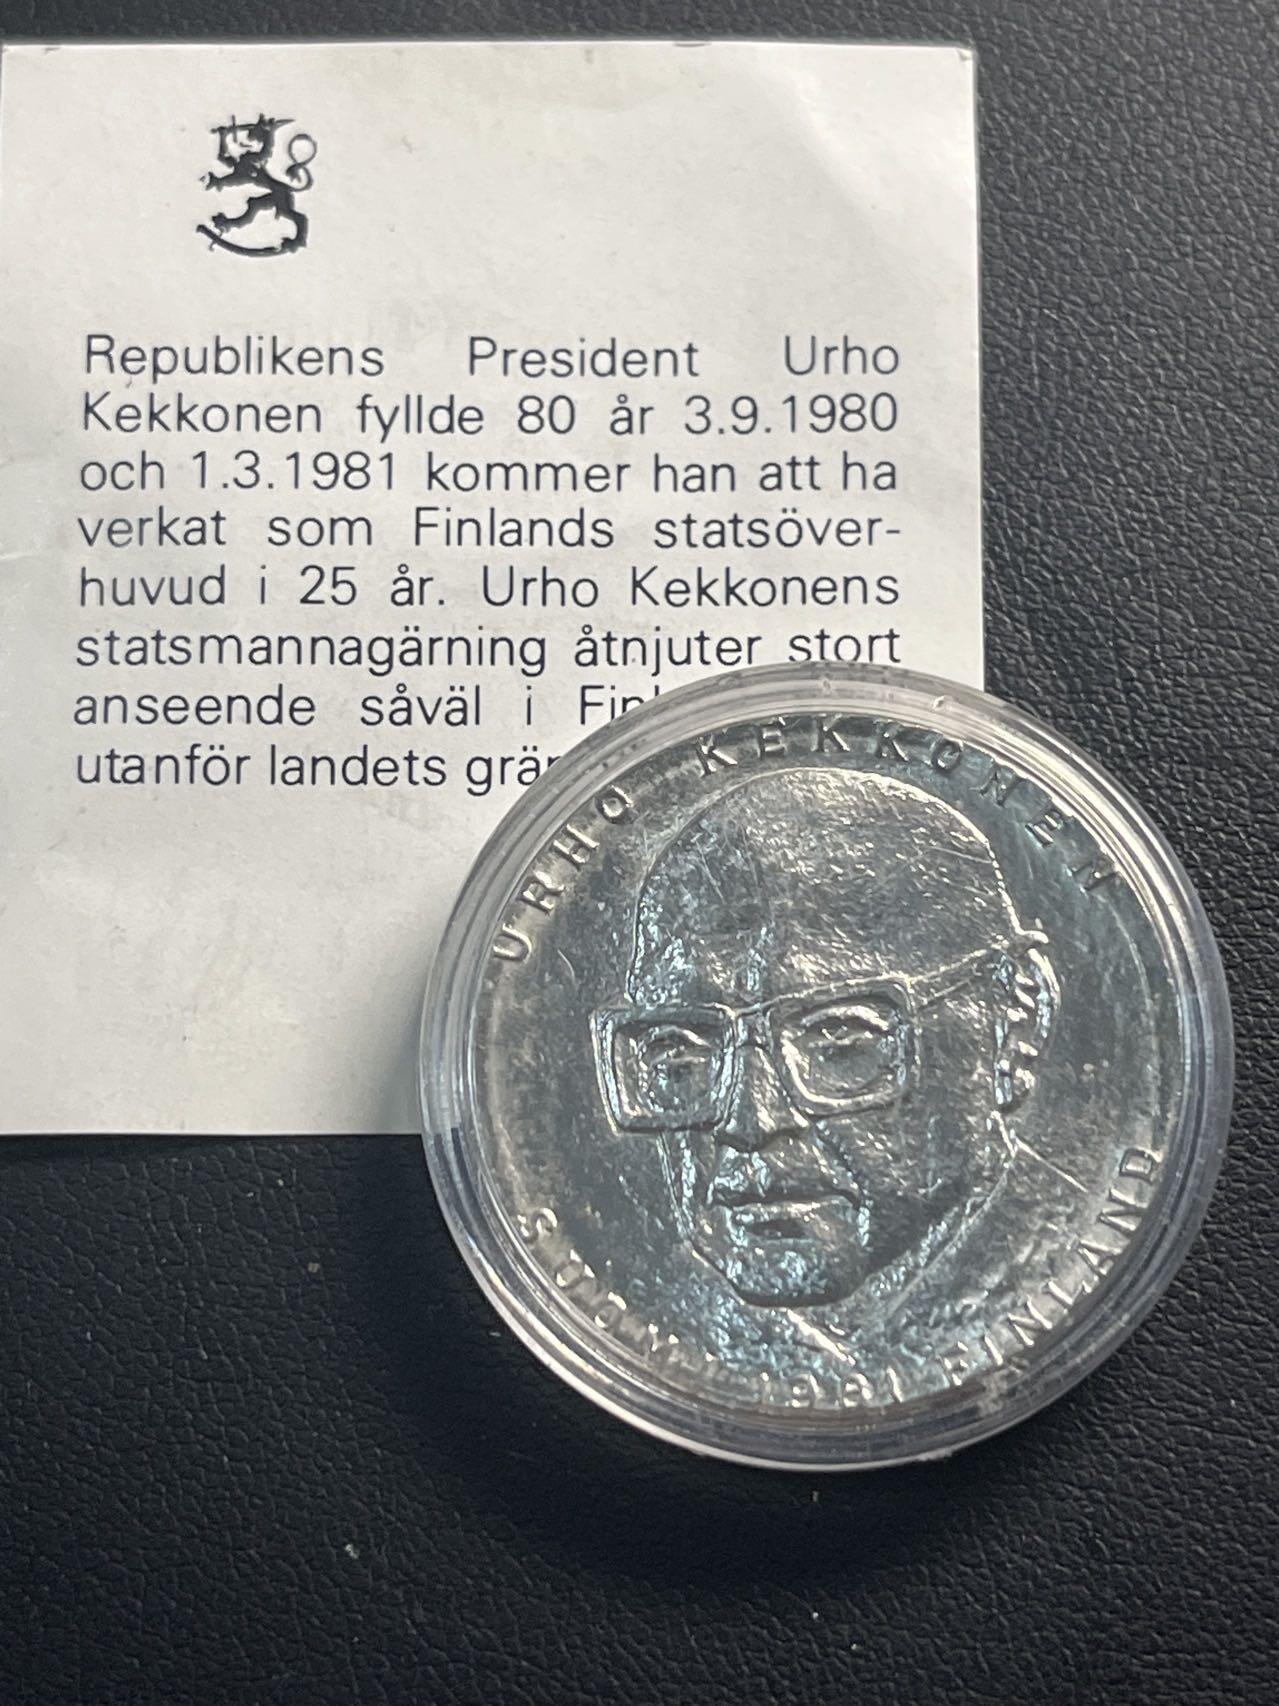 Republikens President Urho
Kekkonen fyllde 80 år 3.9.1980
och 1.3.1981 kommer han att ha
verkat som Finlands statsöver-
huvud i 25 år. Urho Kekkonens
statsmannagärning åtnjuter stort
anseende såväl i
utanför landets
URHO KEKKONEN
SUOMI 1981 FINLAND